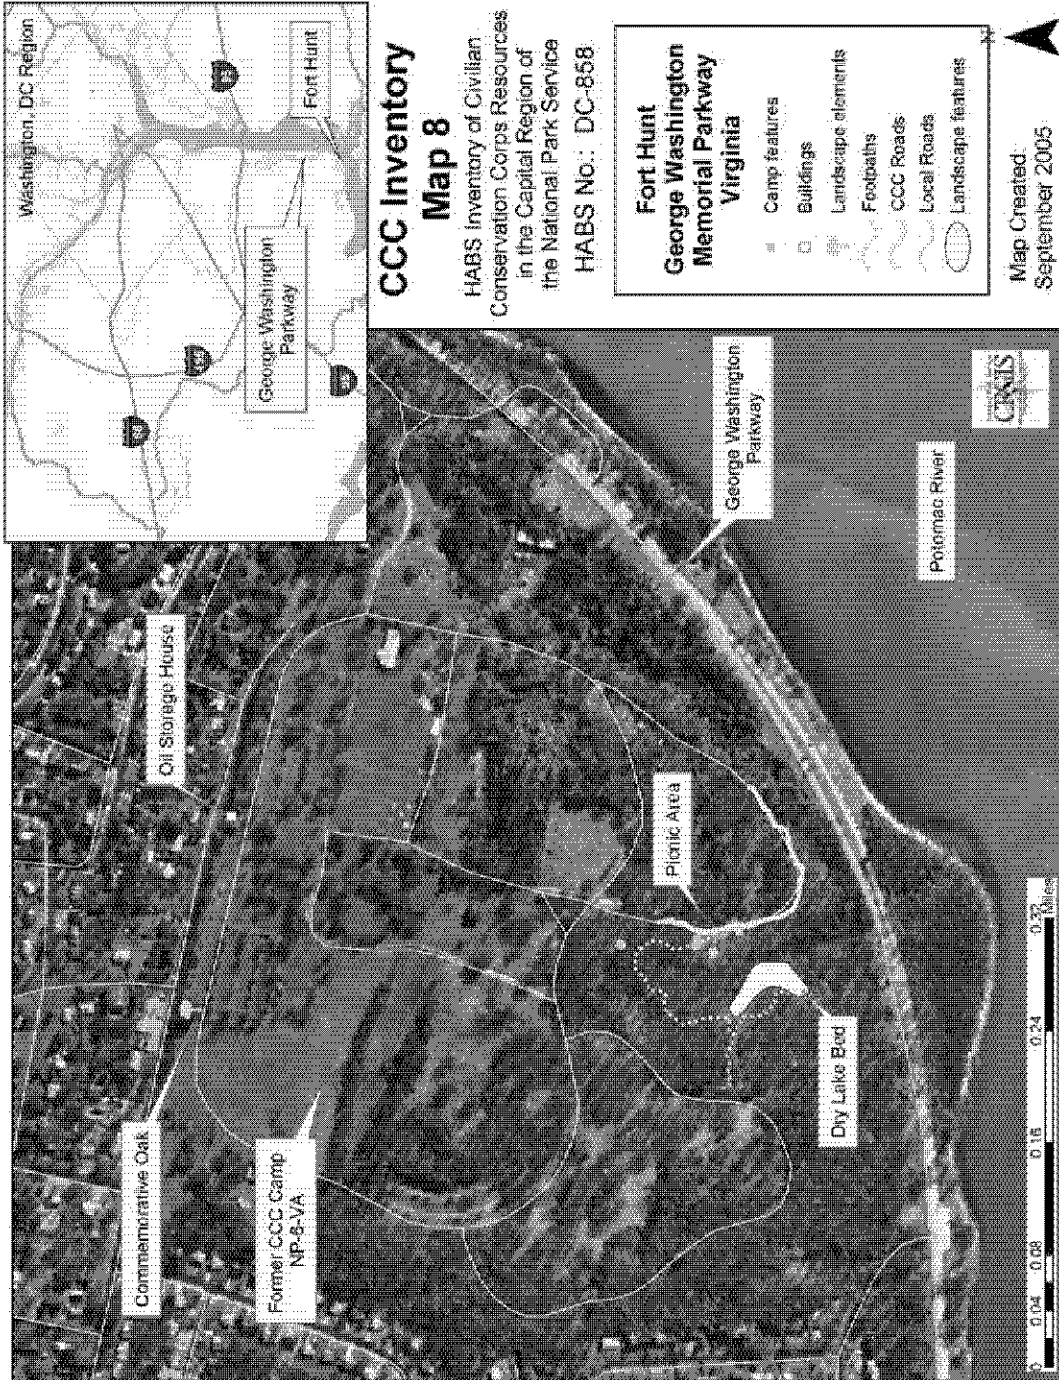 Washington, DC Region
Fort Hunt
George Washington
Parkway
CCC Inventory
Map 8
HABS Inventory of Civilian
Conservation Corps Resources
in the Capital Region of
the National Park Service
HABS No.: DC-858
Fort Hunt
George Washington
Memorial Parkway
Virginia
Camp features
Buildings
Landscape elements
Footpaths
CCC Roads
Local Roads
Landscape features
N
Map Created:
September 2005
Oil Storage House
Commemorative Oak
Former CCC Camp
NP-6-VA
Picnic Area
Dry Lake Bed
George Washington
Parkway
Potomac River
CRGIS
0 0.04 0.08 0.16 0.24 0.32
Miles